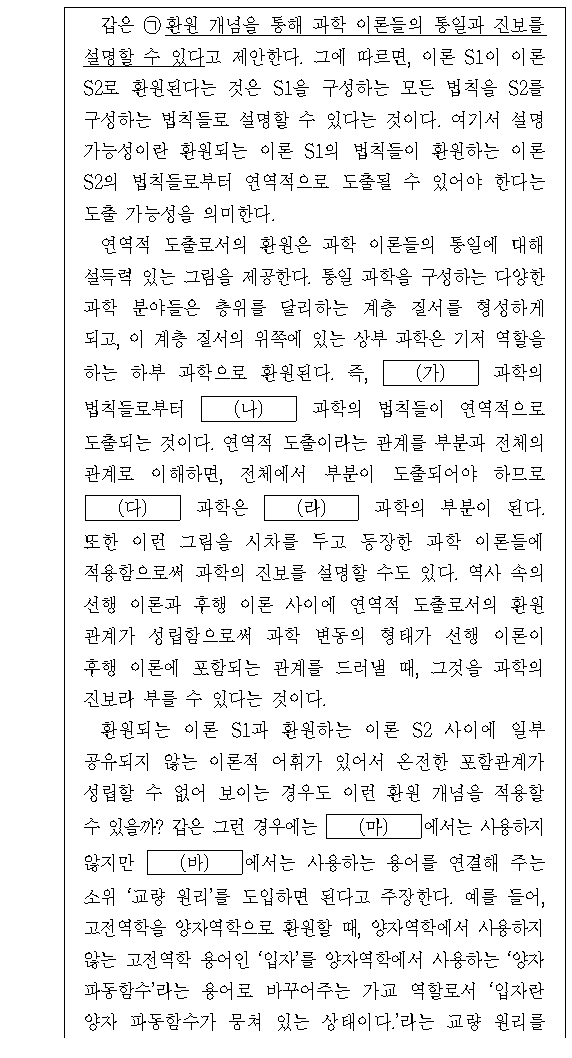 갑은 ㉠환원 개념을 통해 과학 이론들의 통일과 진보를
설명할 수 있다고 제안한다. 그에 따르면, 이론 S1이 이론
S2로 환원된다는 것은 S1을 구성하는 모든 법칙을 S2를
구성하는 법칙들로 설명할 수 있다는 것이다. 여기서 설명
가능성이란 환원되는 이론 S1의 법칙들이 환원하는 이론
S2의 법칙들로부터 연역적으로 도출될 수 있어야 한다는
도출 가능성을 의미한다.
연역적 도출로서의 환원은 과학 이론들의 통일에 대해
설득력 있는 그림을 제공한다. 통일 과학을 구성하는 다양한
과학 분야들은 층위를 달리하는 계층 질서를 형성하게
되고, 이 계층 질서의 위쪽에 있는 상부 과학은 기저 역할을
하는 하부 과학으로 환원된다. 즉, (가) 과학의
법칙들로부터 (나) 과학의 법칙들이 연역적으로
도출되는 것이다. 연역적 도출이라는 관계를 부분과 전체의
관계로 이해하면, 전체에서 부분이 도출되어야 하므로
(다) 과학은 (라) 과학의 부분이 된다.
또한 이런 그림을 시차를 두고 등장한 과학 이론들에
적용함으로써 과학의 진보를 설명할 수도 있다. 역사 속의
선행 이론과 후행 이론 사이에 연역적 도출로서의 환원
관계가 성립함으로써 과학 변동의 형태가 선행 이론이
후행 이론에 포함되는 관계를 드러낼 때, 그것을 과학의
진보라 부를 수 있다는 것이다.
환원되는 이론 S1과 환원하는 이론 S2 사이에 일부
공유되지 않는 이론적 어휘가 있어서 온전한 포함관계가
성립할 수 없어 보이는 경우도 이런 환원 개념을 적용할
수 있을까? 갑은 그런 경우에는 (마)에서는 사용하지
않지만 (바)에서는 사용하는 용어를 연결해 주는
소위 ‘교량 원리’를 도입하면 된다고 주장한다. 예를 들어,
고전역학을 양자역학으로 환원할 때, 양자역학에서 사용하지
않는 고전역학 용어인 ‘입자’를 양자역학에서 사용하는 ‘양자
파동함수’라는 용어로 바꾸어주는 가교 역할로서 ‘입자란
양자 파동함수가 뭉쳐 있는 상태이다.’라는 교량 원리를